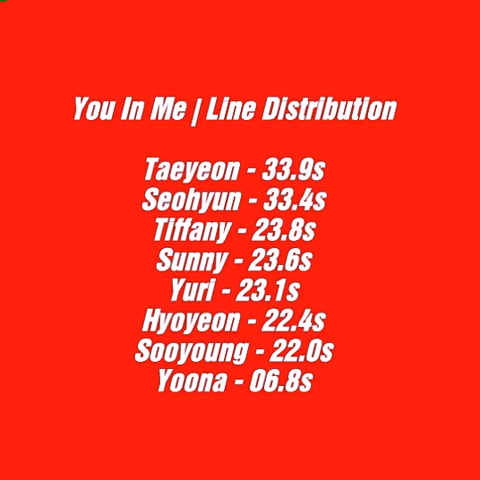 You In Me | Line Distribution
Taeyeon - 33.9s
Seohyun - 33.4s
Tiffany - 23.8s
Sunny - 23.6s
Yuri - 23.1s
Hyoyeon - 22.4s
Sooyoung - 22.0s
Yoona - 06.8s